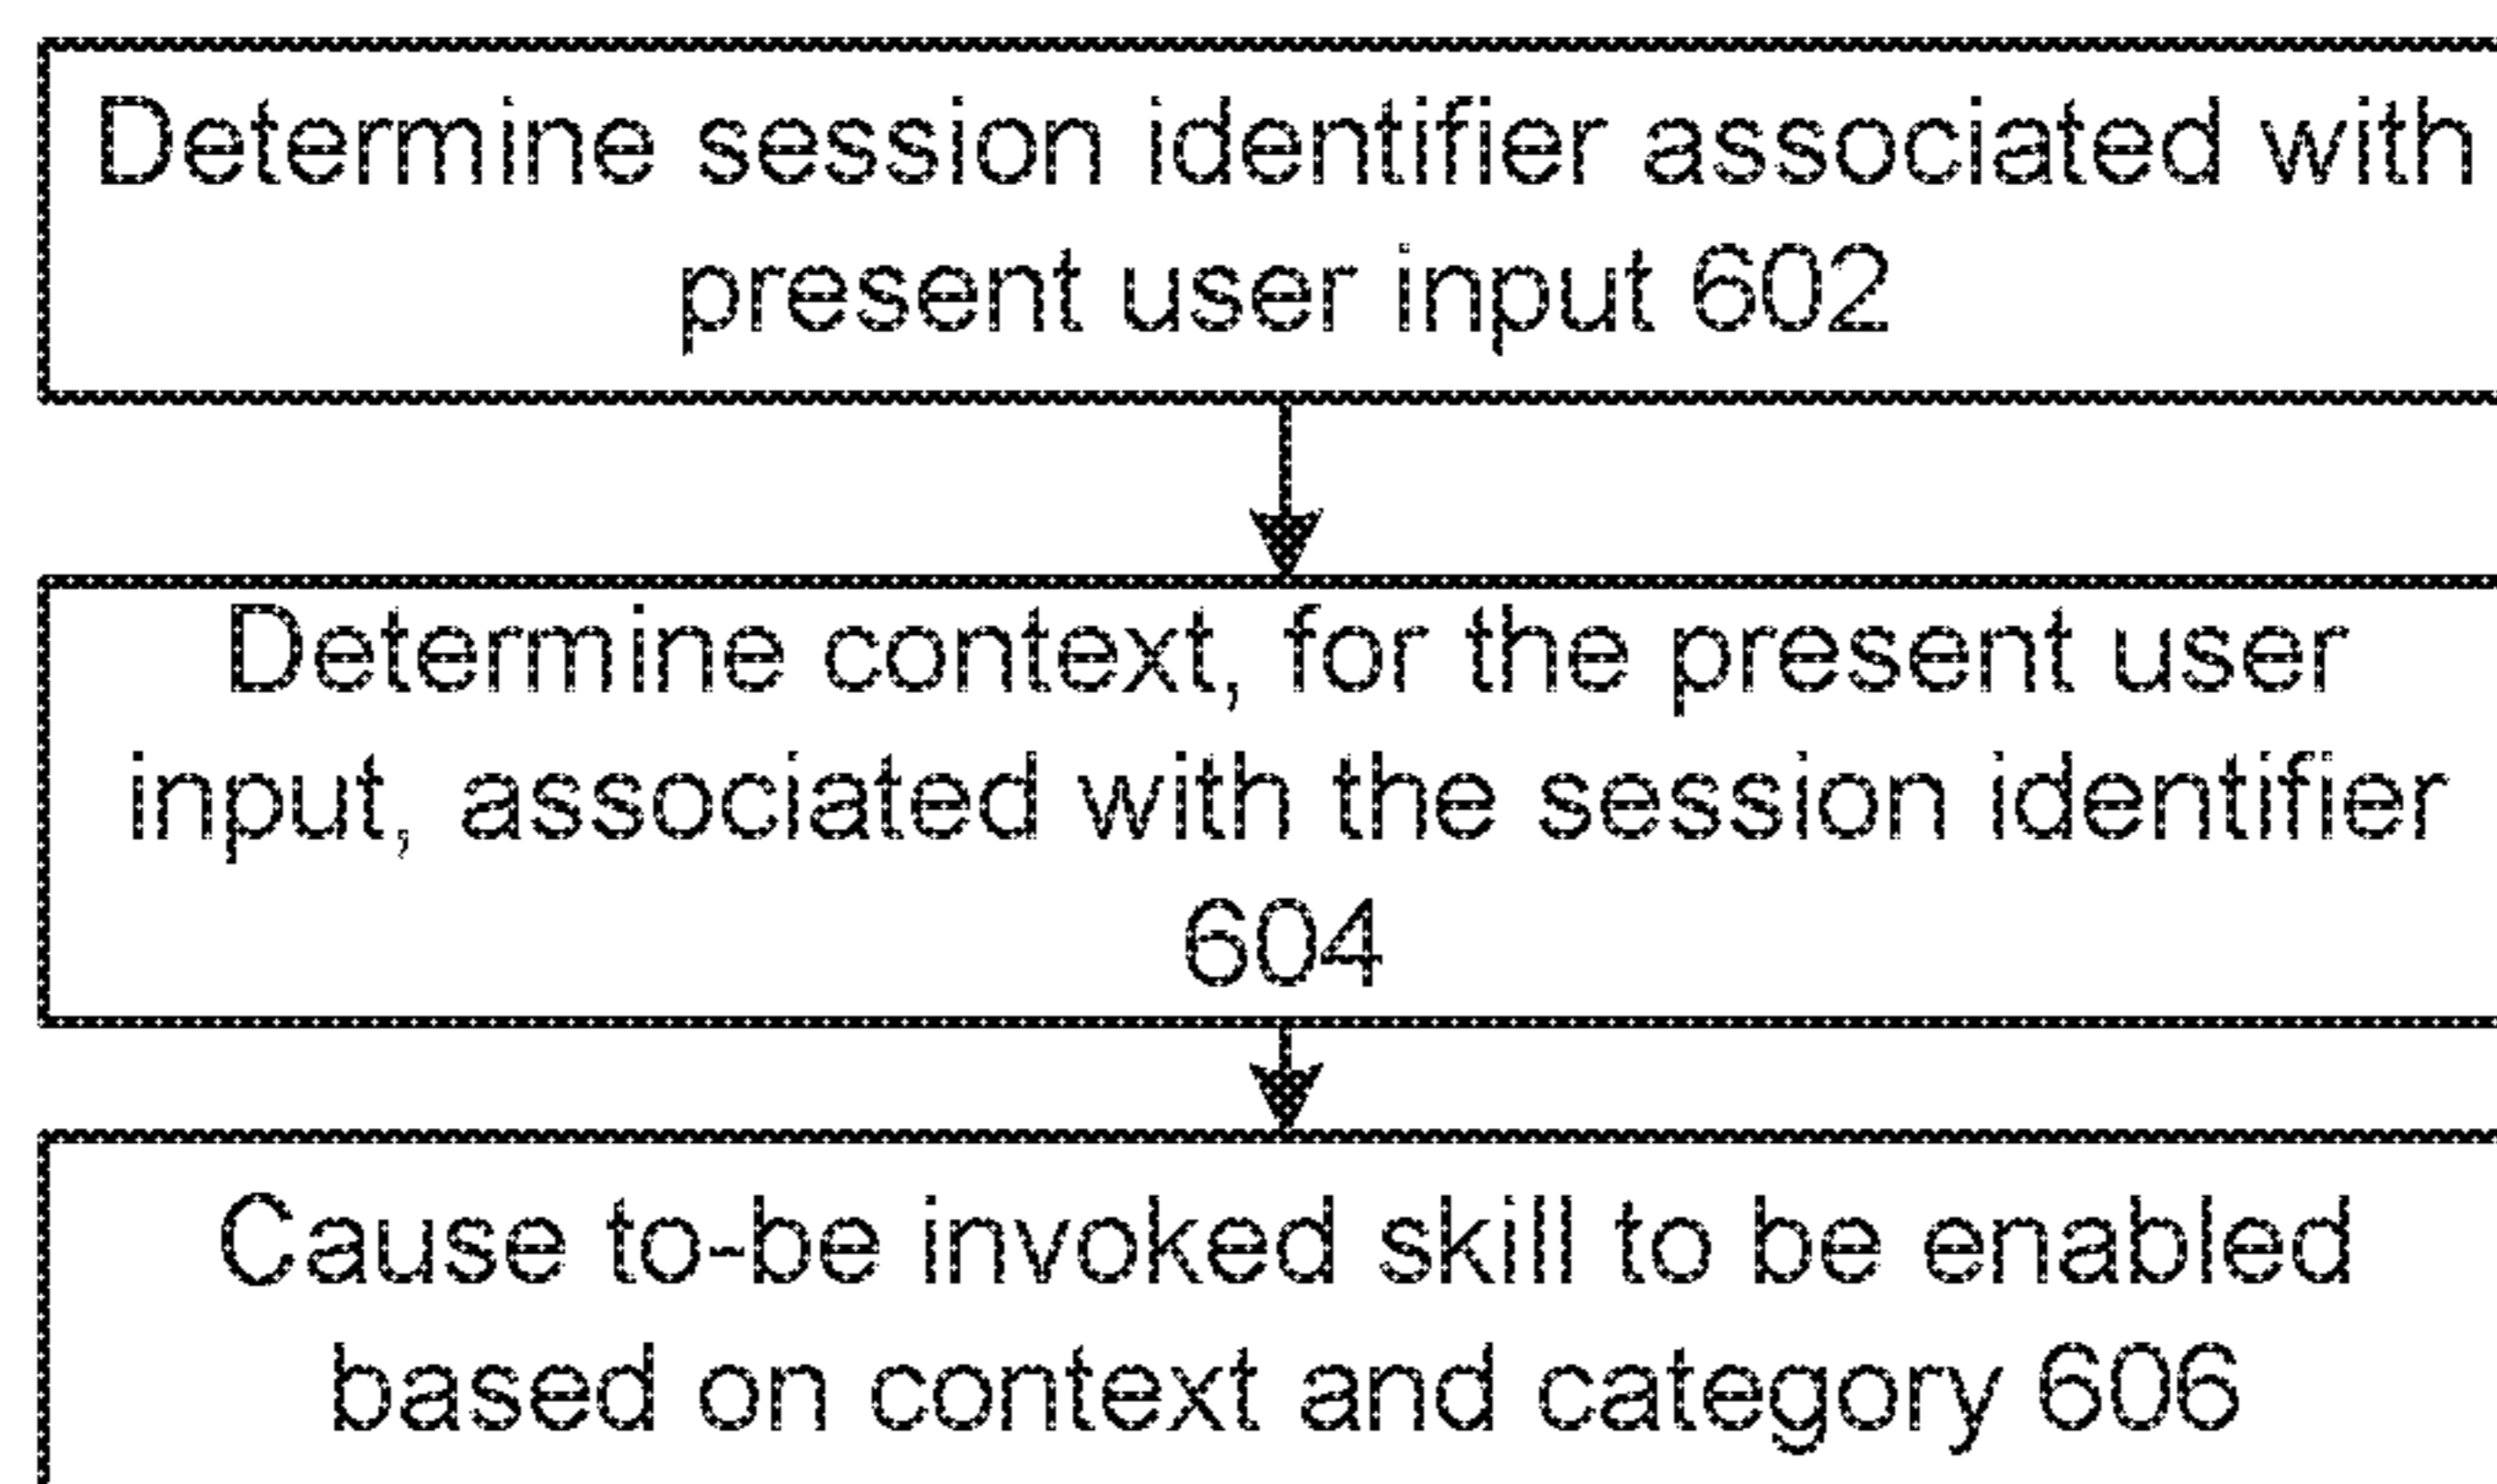 Determine session identifier associated with
present user input 602
Determine context, for the present user
input, associated with the session identifier
604
Cause to-be invoked skill to be enabled
based on context and category 606